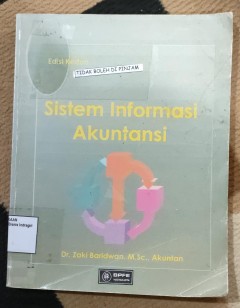 TIDAK BOLEH DI PINJAM
Sistem Informasi
Akuntansi
Dr. Zaki Baridwan, M.Sc., Akuntan
BPFE